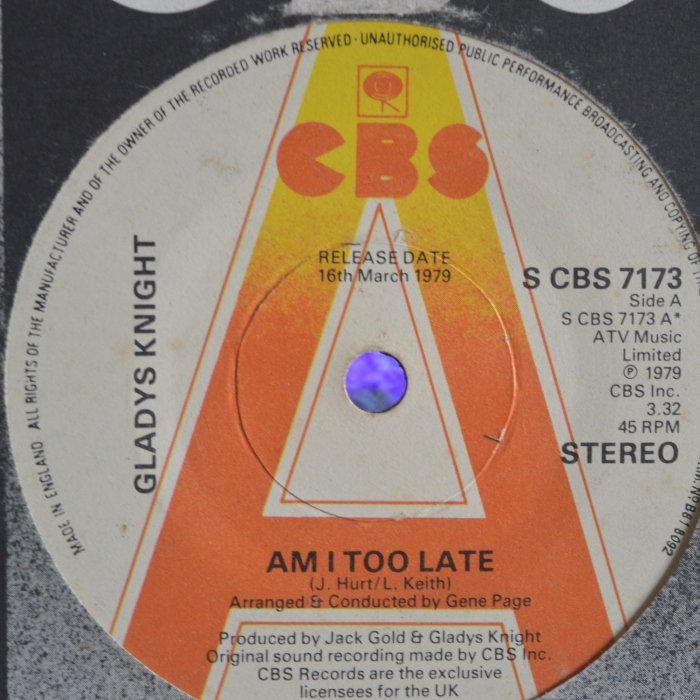 MADE IN ENGLAND ALL RIGHTS OF THE MANUFACTURER AND OF THE OWNER OF THE RECORDED WORK RESERVED · UNAUTHORISED PUBLIC PERFORMANCE BROADCASTING AND COPYING OF
CBS
RELEASE DATE
16th March 1979
GLADYS KNIGHT
S CBS 7173
Side A
S CBS 7173 A*
ATV Music
Limited
℗ 1979
CBS Inc.
3.32
45 RPM
STEREO
AM I TOO LATE
(J. Hurt/L. Keith)
Arranged & Conducted by Gene Page
Produced by Jack Gold & Gladys Knight
Original sound recording made by CBS Inc.
CBS Records are the exclusive
licensees for the UK
A